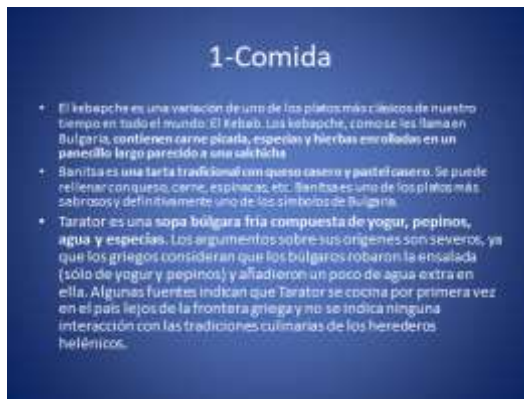 1-Comida
• El kebapche es una variación de uno de los platos más clásicos de nuestro
tiempo en todo el mundo: El Kebab. Los kebapche, como se les llama en
Bulgaria, contienen carne picada, especias y hierbas enrolladas en un
panecillo largo parecido a una salchicha
• Banitsa es una tarta tradicional con queso casero y pastel casero. Se puede
rellenar con queso, carne, espinacas, etc. Banitsa es uno de los platos más
sabrosos y definitivamente uno de los símbolos de Bulgaria.
• Tarator es una sopa búlgara fría compuesta de yogur, pepinos,
agua y especias. Los argumentos sobre sus orígenes son severos, ya
que los griegos consideran que los búlgaros robaron la ensalada
(sólo de yogur y pepinos) y añadieron un poco de agua extra en
ella. Algunas fuentes indican que Tarator se cocina por primera vez
en el país lejos de la frontera griega y no se indica ninguna
interacción con las tradiciones culinarias de los herederos
helénicos.